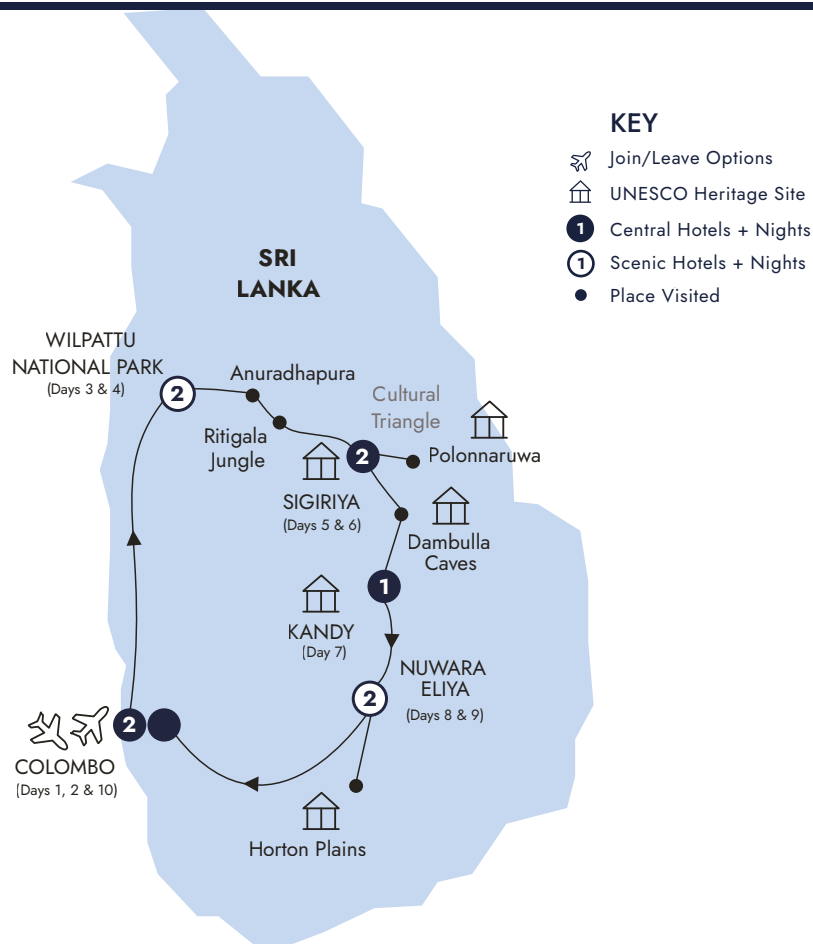 KEY
Join/Leave Options
UNESCO Heritage Site
1 Central Hotels + Nights
1 Scenic Hotels + Nights
Place Visited
SRI
LANKA
WILPATTU
NATIONAL PARK
(Days 3 & 4)
2
Anuradhapura
Ritigala
Jungle
Cultural
Triangle
2
Polonnaruwa
SIGIRIYA
(Days 5 & 6)
Dambulla
Caves
1
KANDY
(Day 7)
NUWARA
ELIYA
(Days 8 & 9)
2
2
COLOMBO
(Days 1, 2 & 10)
Horton Plains